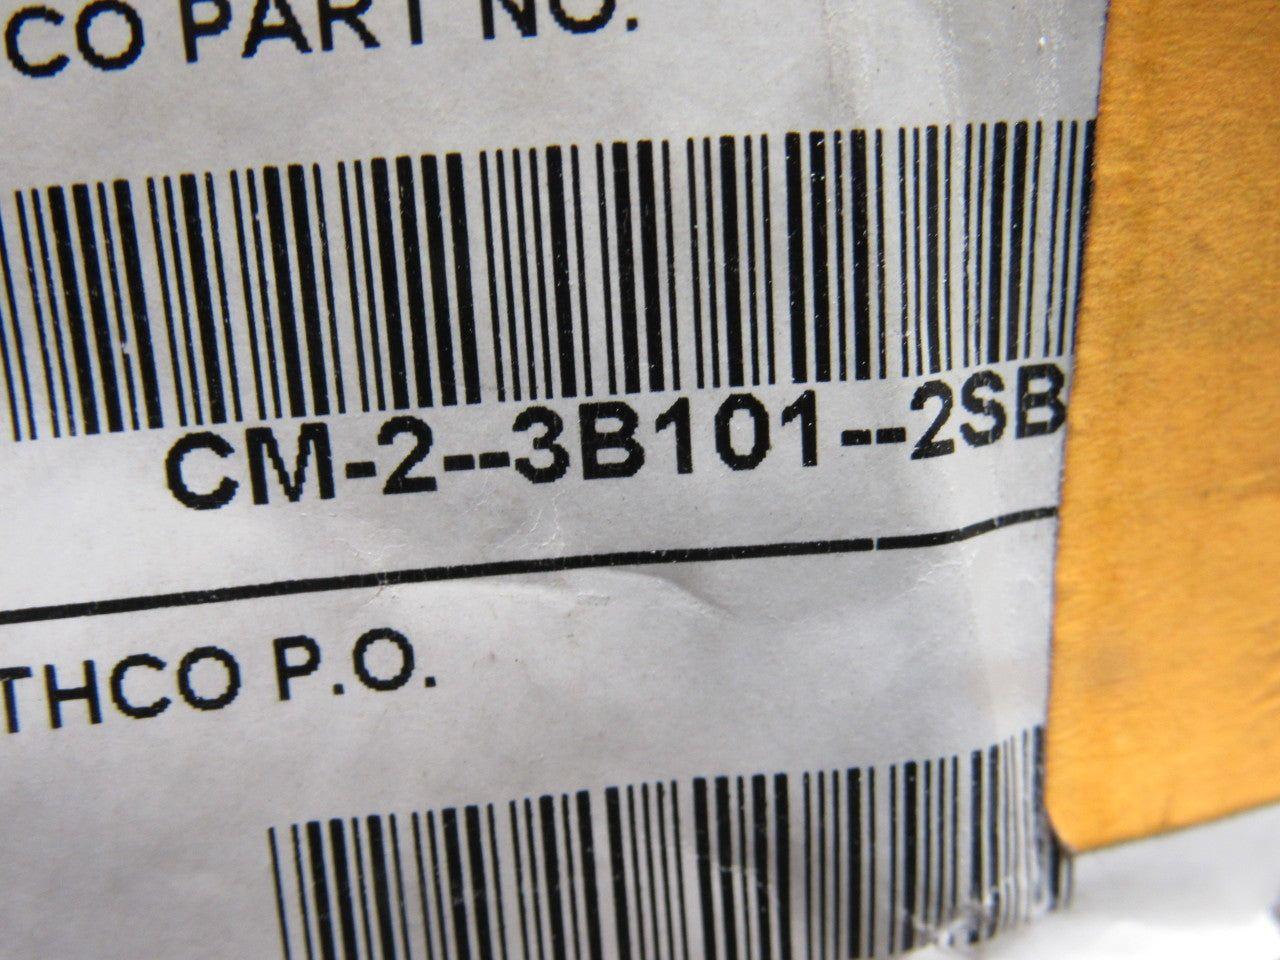 CO PART NO.
CM-2--3B101--2SB
THCO P.O.